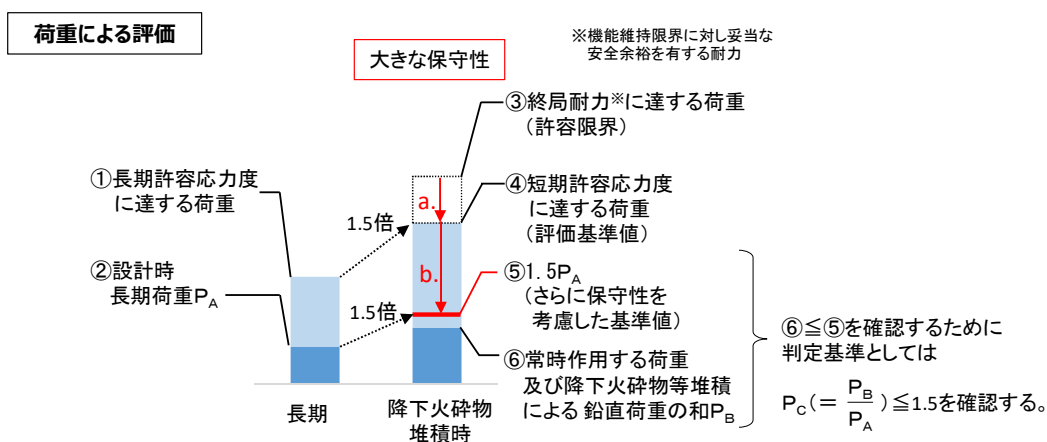 荷重による評価
※機能維持限界に対し妥当な
安全余裕を有する耐力
大きな保守性
③終局耐力※に達する荷重
（許容限界）
①長期許容応力度
に達する荷重
④短期許容応力度
に達する荷重
（評価基準値）
a.
1.5倍
b.
②設計時
長期荷重PA
⑤1.5PA
（さらに保守性を
考慮した基準値）
1.5倍
⑥常時作用する荷重
及び降下火砕物等堆積
による 鉛直荷重の和PB
⑥≦⑤を確認するために
判定基準としては
PC(＝ PB/PA )≦1.5を確認する。
長期
降下火砕物
堆積時